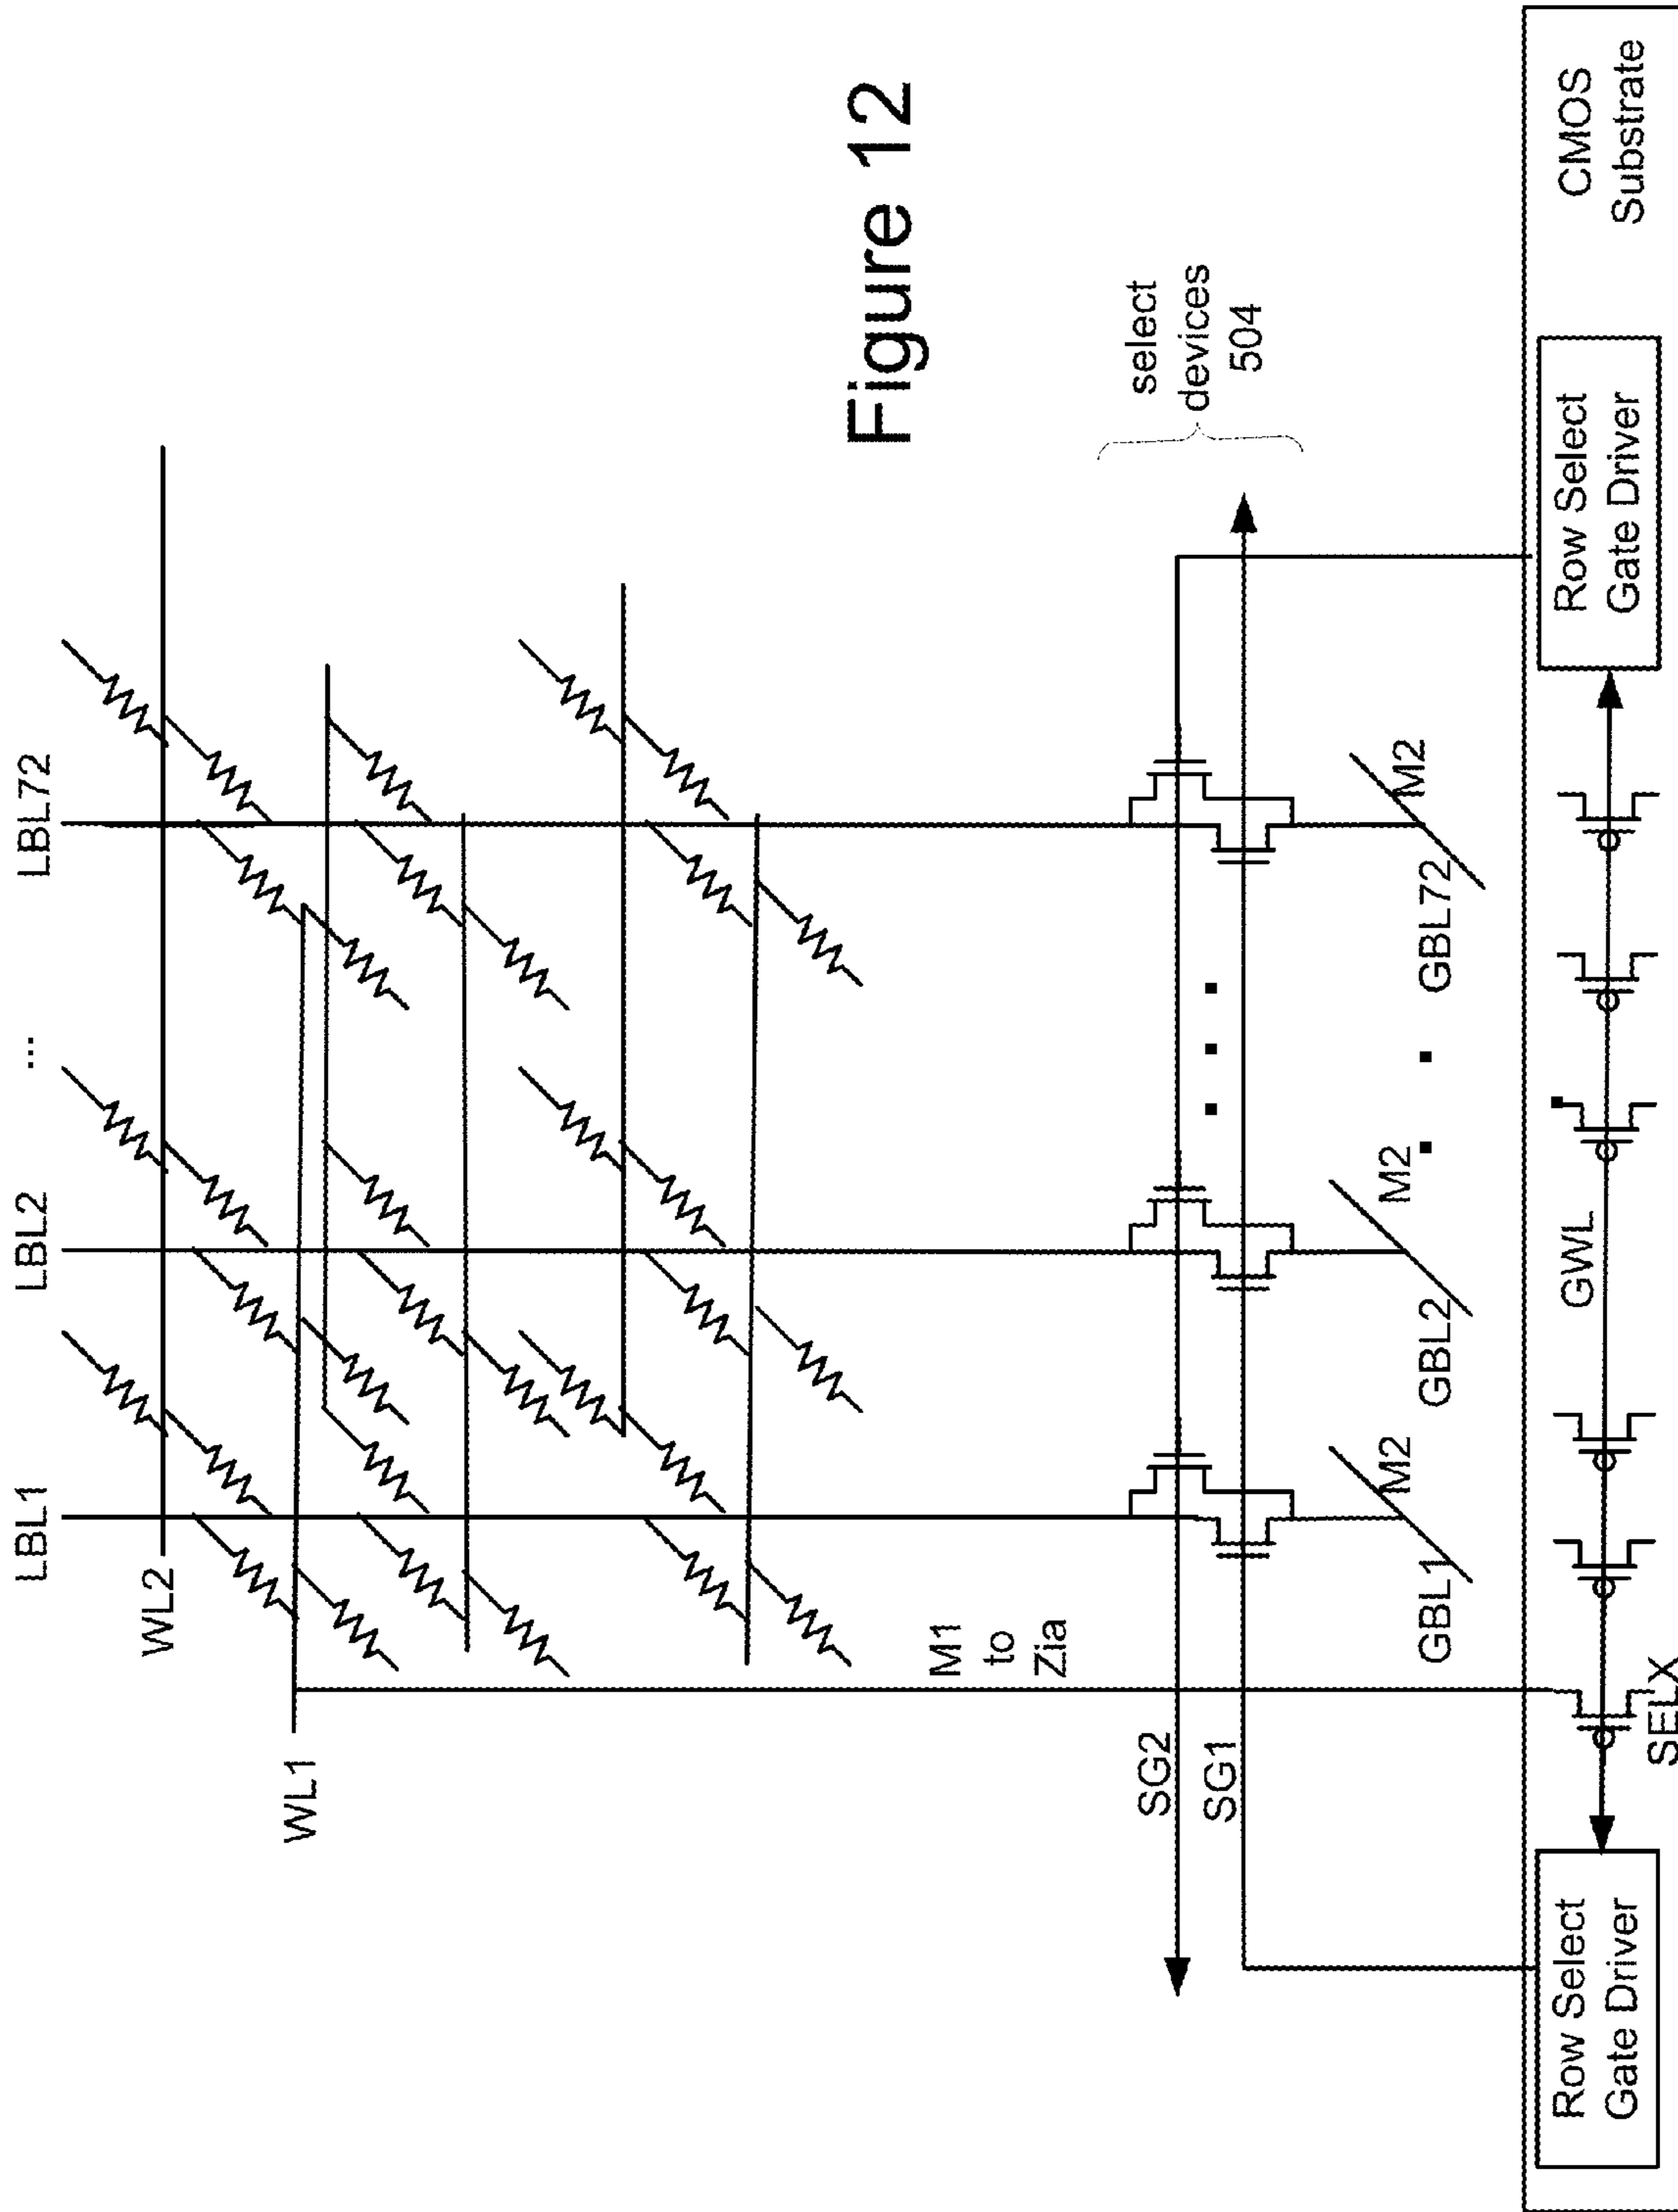 LBL1
LBL2
...
LBL72
WL2
WL1
M1
to
Zia
Figure 12
SG2
SG1
select
devices
504
GBL1
M2
GBL2
M2
GBL72
M2
GWL
SELX
Row Select
Gate Driver
Row Select
Gate Driver
CMOS
Substrate